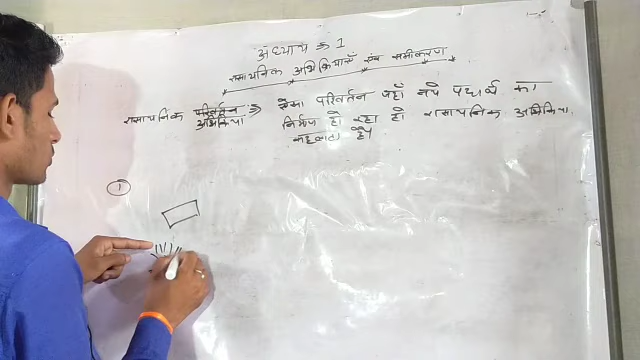 अध्याय ⇒ 1
रासायनिक अभिक्रियाएँ एवं समीकरण
रासायनिक परिवर्तन ⇒ ऐसा परिवर्तन जहाँ नये पदार्थ का
अभिक्रिया निर्माण हो रहा हो रासायनिक अभिक्रिया
कहलाता है।
1